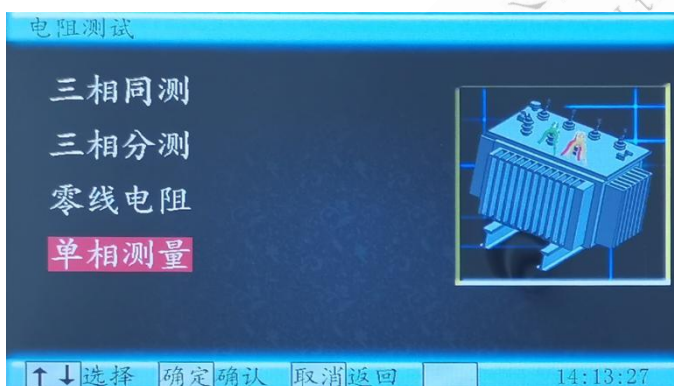 电阻测试
三相同测
三相分测
零线电阻
单相测量
↑↓选择 确定确认 取消返回 14:13:27